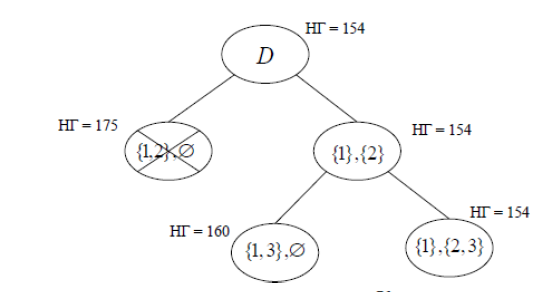 НГ = 154
D
НГ = 175
{1,2},∅
НГ = 154
{1},{2}
НГ = 160
{1,3},∅
НГ = 154
{1},{2,3}